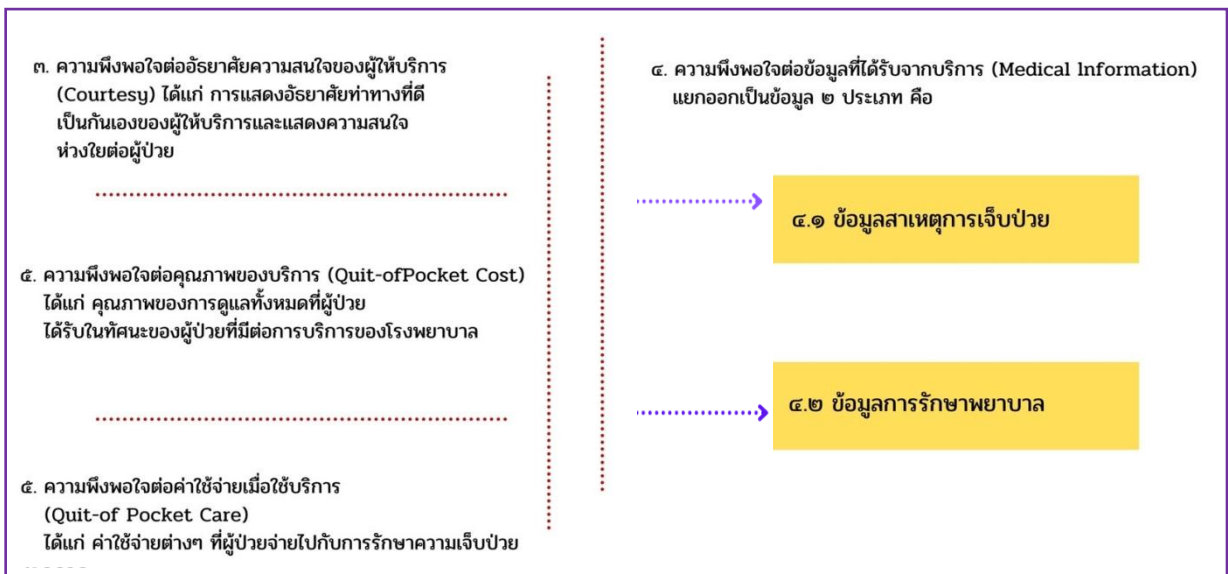 ๓. ความพึงพอใจต่ออัธยาศัยความสนใจของผู้ให้บริการ
(Courtesy) ได้แก่ การแสดงอัธยาศัยท่าทางที่ดี
เป็นกันเองของผู้ให้บริการและแสดงความสนใจ
ห่วงใยต่อผู้ป่วย
๕. ความพึงพอใจต่อคุณภาพของบริการ (Quit-ofPocket Cost)
ได้แก่ คุณภาพของการดูแลทั้งหมดที่ผู้ป่วย
ได้รับในทัศนะของผู้ป่วยที่มีต่อการบริการของโรงพยาบาล
๕. ความพึงพอใจต่อค่าใช้จ่ายเมื่อใช้บริการ
(Quit-of Pocket Care)
ได้แก่ ค่าใช้จ่ายต่างๆ ที่ผู้ป่วยจ่ายไปกับการรักษาความเจ็บป่วย
๔. ความพึงพอใจต่อข้อมูลที่ได้รับจากบริการ (Medical Information)
แยกออกเป็นข้อมูล ๒ ประเภท คือ
๔.๑ ข้อมูลสาเหตุการเจ็บป่วย
๔.๒ ข้อมูลการรักษาพยาบาล